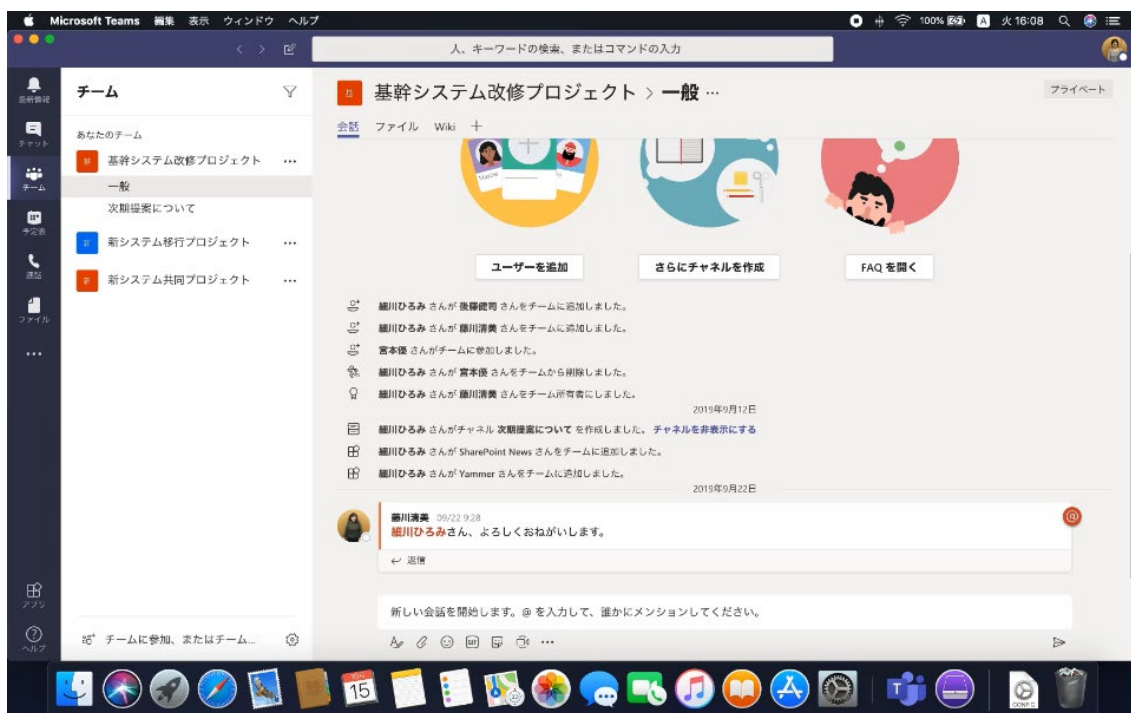 Microsoft Teams 編集 表示 ウィンドウ ヘルプ
100% A 火 16:08
人、キーワードの検索、またはコマンドの入力
最新情報
チャット
チーム
予定表
通話
ファイル
アプリ
ヘルプ
チーム
あなたのチーム
基幹システム改修プロジェクト
一般
次期提案について
新システム移行プロジェクト
新システム共同プロジェクト
チームに参加、またはチーム...
基幹システム改修プロジェクト > 一般 ...
プライベート
会話 ファイル Wiki
ユーザーを追加
さらにチャネルを作成
FAQ を開く
細川ひろみ さんが 後藤健司 さんをチームに追加しました。
細川ひろみ さんが 藤川清美 さんをチームに追加しました。
宮本優 さんがチームに参加しました。
細川ひろみ さんが 宮本優 さんをチームから削除しました。
細川ひろみ さんが 藤川清美 さんをチーム所有者にしました。
2019年9月12日
細川ひろみ さんがチャネル 次期提案について を作成しました。 チャネルを非表示にする
細川ひろみ さんが SharePoint News さんをチームに追加しました。
細川ひろみ さんが Yammer さんをチームに追加しました。
2019年9月22日
藤川清美 09/22 9:28
細川ひろみさん、よろしくおねがいします。
返信
新しい会話を開始します。@ を入力して、誰かにメンションしてください。
GIF
15